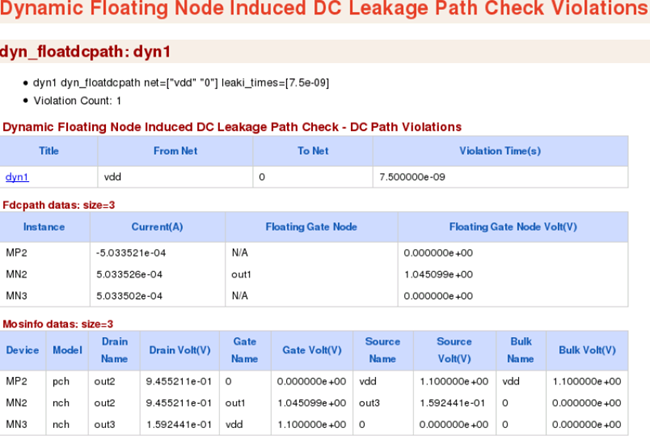 Dynamic Floating Node Induced DC Leakage Path Check Violations
dyn_floatdcpath: dyn1
• dyn1 dyn_floatdcpath net=["vdd" "0"] leaki_times=[7.5e-09]
• Violation Count: 1
Dynamic Floating Node Induced DC Leakage Path Check - DC Path Violations
Title From Net To Net Violation Time(s)
dyn1 vdd 0 7.500000e-09
Fdcpath datas: size=3
Instance Current(A) Floating Gate Node Floating Gate Node Volt(V)
MP2 -5.033521e-04 N/A 0.000000e+00
MN2 5.033526e-04 out1 1.045099e+00
MN3 5.033502e-04 N/A 0.000000e+00
Mosinfo datas: size=3
Device Model Drain Name Drain Volt(V) Gate Name Gate Volt(V) Source Name Source Volt(V) Bulk Name Bulk Volt(V)
MP2 pch out2 9.455211e-01 0 0.000000e+00 vdd 1.100000e+00 vdd 1.100000e+00
MN2 nch out2 9.455211e-01 out1 1.045099e+00 out3 1.592441e-01 0 0.000000e+00
MN3 nch out3 1.592441e-01 vdd 1.100000e+00 0 0.000000e+00 0 0.000000e+00